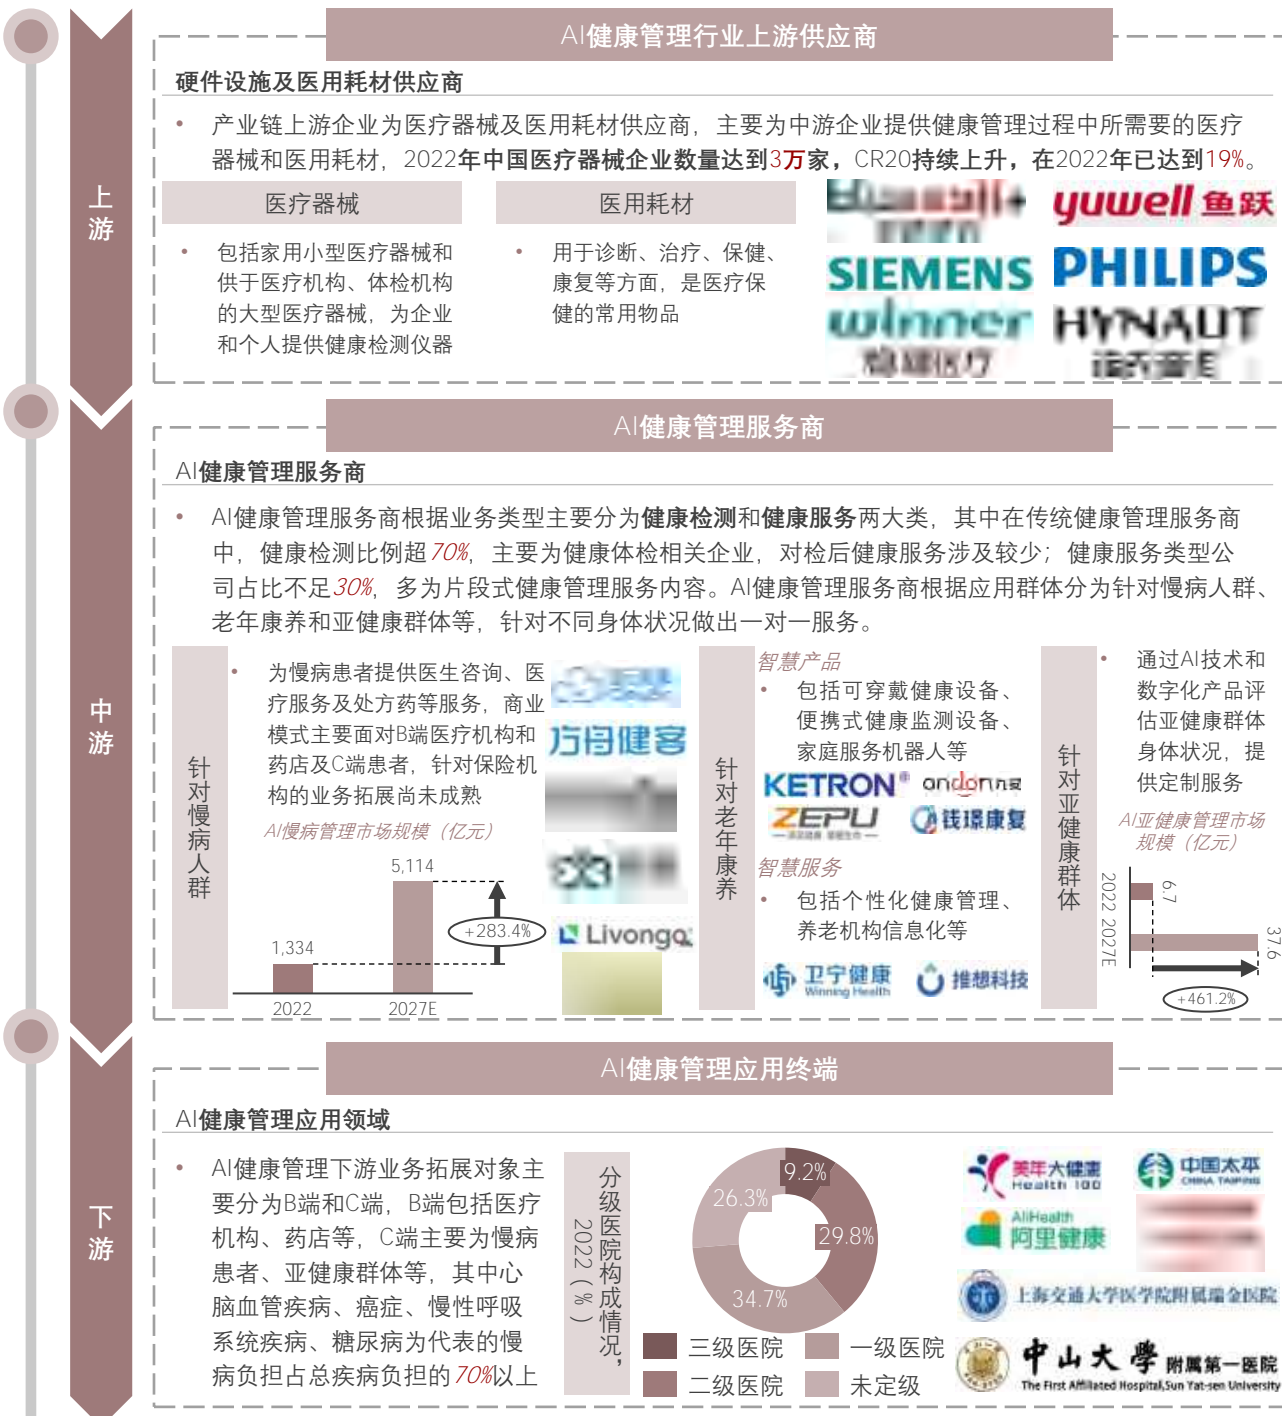 AI健康管理行业上游供应商
硬件设施及医用耗材供应商
• 产业链上游企业为医疗器械及医用耗材供应商，主要为中游企业提供健康管理过程中所需要的医疗
器械和医用耗材，2022年中国医疗器械企业数量达到3万家，CR20持续上升，在2022年已达到19%。
上游
医疗器械
• 包括家用小型医疗器械和
供于医疗机构、体检机构
的大型医疗器械，为企业
和个人提供健康检测仪器
医用耗材
• 用于诊断、治疗、保健、
康复等方面，是医疗保
健的常用物品
yuwell 鱼跃
SIEMENS
PHILIPS
winner
HYNAUT
AI健康管理服务商
AI健康管理服务商
• AI健康管理服务商根据业务类型主要分为健康检测和健康服务两大类，其中在传统健康管理服务商
中，健康检测比例超70%，主要为健康体检相关企业，对检后健康服务涉及较少；健康服务类型公
司占比不足30%，多为片段式健康管理服务内容。AI健康管理服务商根据应用群体分为针对慢病人群、
老年康养和亚健康群体等，针对不同身体状况做出一对一服务。
中游
针对慢病人群
• 为慢病患者提供医生咨询、医
疗服务及处方药等服务，商业
模式主要面对B端医疗机构和
药店及C端患者，针对保险机
构的业务拓展尚未成熟
AI慢病管理市场规模（亿元）
5,114
1,334
+283.4%
2022
2027E
方舟健客
Livongo
针对老年康养
智慧产品
• 包括可穿戴健康设备、
便携式健康监测设备、
家庭服务机器人等
KETRON®
andon九安
ZEPU
钱璟康复
智慧服务
• 包括个性化健康管理、
养老机构信息化等
卫宁健康
Winning Health
推想科技
针对亚健康群体
• 通过AI技术和
数字化产品评
估亚健康群体
身体状况，提
供定制服务
AI亚健康管理市场
规模（亿元）
2022
6.7
2027E
37.6
+461.2%
AI健康管理应用终端
AI健康管理应用领域
下游
• AI健康管理下游业务拓展对象主
要分为B端和C端，B端包括医疗
机构、药店等，C端主要为慢病
患者、亚健康群体等，其中心
脑血管疾病、癌症、慢性呼吸
系统疾病、糖尿病为代表的慢
病负担占总疾病负担的70%以上
分级医院构成情况，
2022（%）
9.2%
29.8%
34.7%
26.3%
三级医院
一级医院
二级医院
未定级
美年大健康
Health 100
中国太平
CHINA TAIPING
AliHealth
阿里健康
上海交通大学医学院附属瑞金医院
中山大學 附属第一医院
The First Affiliated Hospital,Sun Yat-sen University